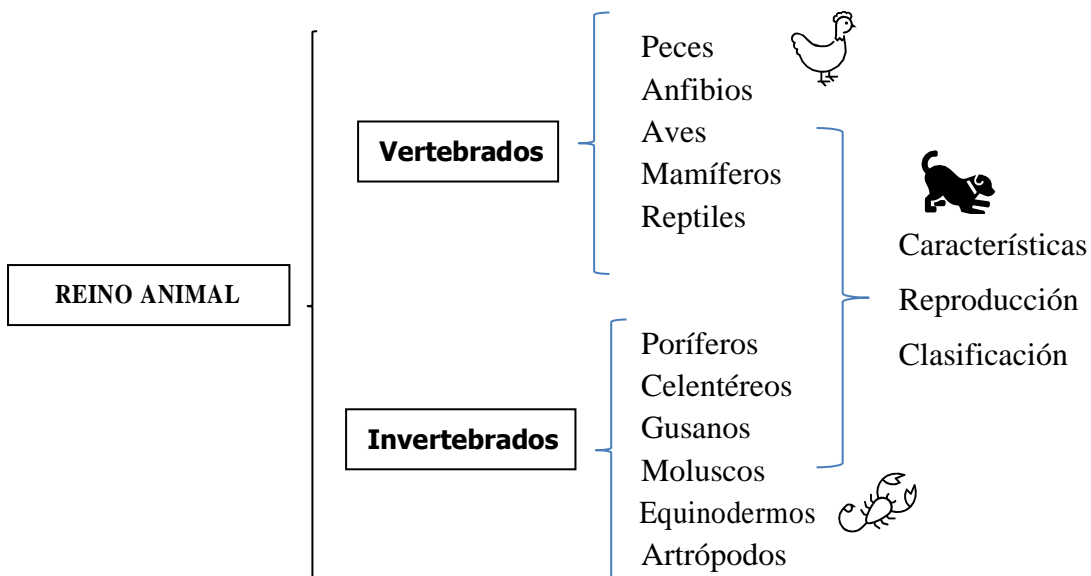 REINO ANIMAL
Vertebrados
Peces
Anfibios
Aves
Mamíferos
Reptiles
Invertebrados
Poríferos
Celentéreos
Gusanos
Moluscos
Equinodermos
Artrópodos
Características
Reproducción
Clasificación